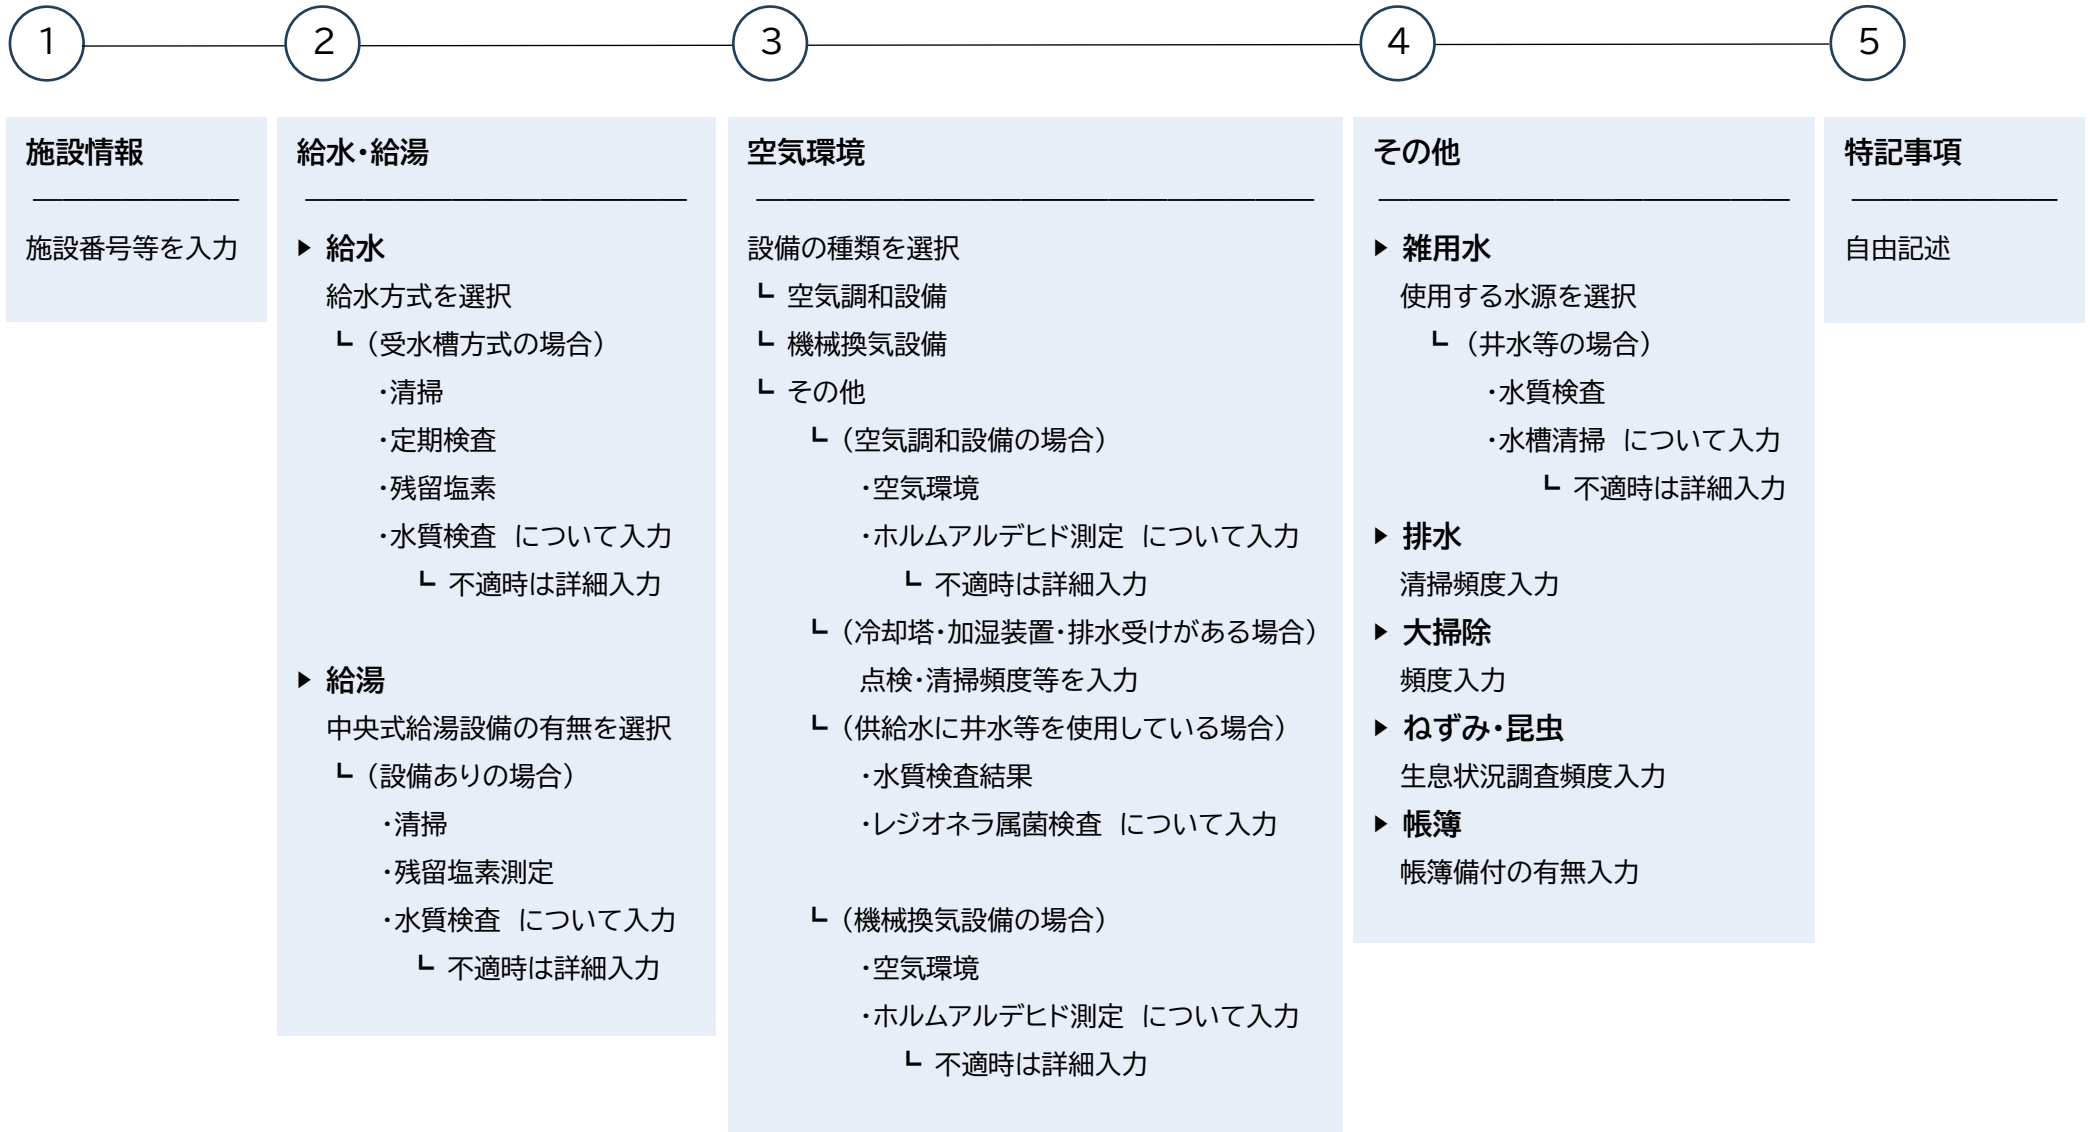 1
2
3
4
5
施設情報
施設番号等を入力
給水・給湯
▶ 給水
給水方式を選択
┗（受水槽方式の場合）
・清掃
・定期検査
・残留塩素
・水質検査　について入力
┗ 不適時は詳細入力
▶ 給湯
中央式給湯設備の有無を選択
┗（設備ありの場合）
・清掃
・残留塩素測定
・水質検査　について入力
┗ 不適時は詳細入力
空気環境
設備の種類を選択
┗ 空気調和設備
┗ 機械換気設備
┗ その他
┗（空気調和設備の場合）
・空気環境
・ホルムアルデヒド測定　について入力
┗ 不適時は詳細入力
┗（冷却塔・加湿装置・排水受けがある場合）
点検・清掃頻度等を入力
┗（供給水に井水等を使用している場合）
・水質検査結果
・レジオネラ属菌検査　について入力
┗（機械換気設備の場合）
・空気環境
・ホルムアルデヒド測定　について入力
┗ 不適時は詳細入力
その他
▶ 雑用水
使用する水源を選択
┗（井水等の場合）
・水質検査
・水槽清掃　について入力
┗ 不適時は詳細入力
▶ 排水
清掃頻度入力
▶ 大掃除
頻度入力
▶ ねずみ・昆虫
生息状況調査頻度入力
▶ 帳簿
帳簿備付の有無入力
特記事項
自由記述